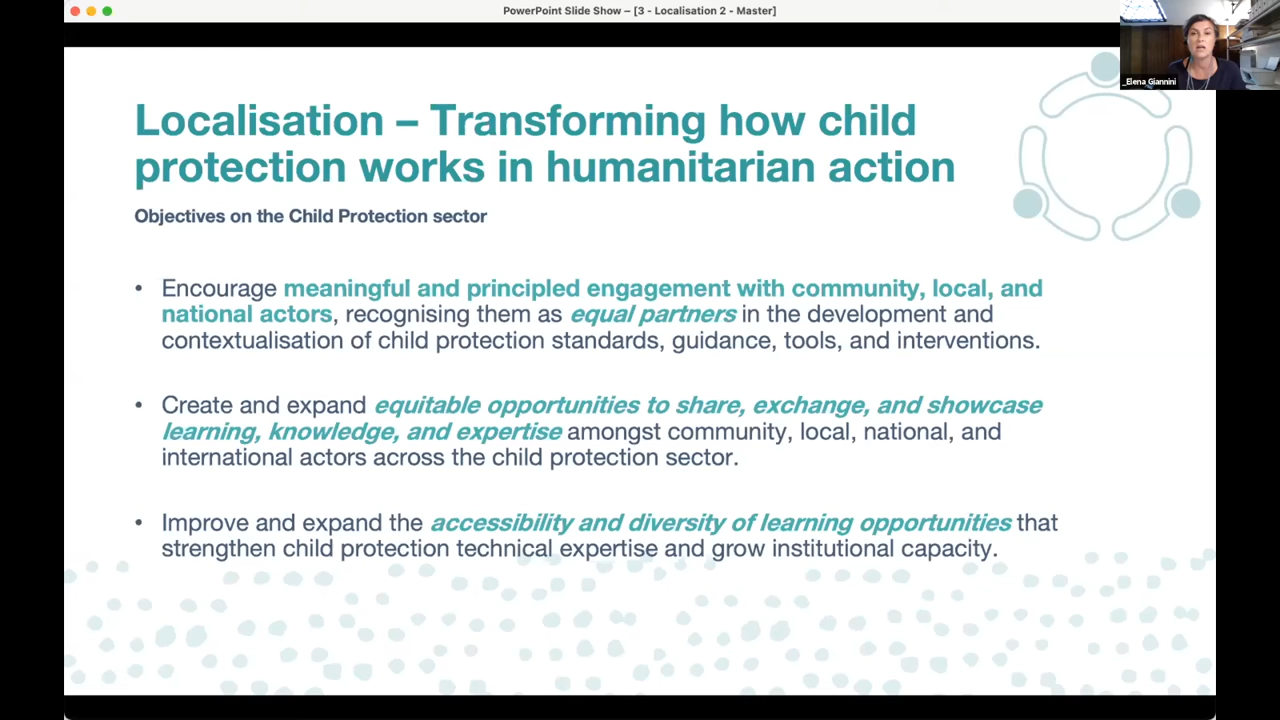 PowerPoint Slide Show – [3 - Localisation 2 - Master]
_Elena Giannini
Localisation – Transforming how child
protection works in humanitarian action
Objectives on the Child Protection sector
• Encourage meaningful and principled engagement with community, local, and
national actors, recognising them as equal partners in the development and
contextualisation of child protection standards, guidance, tools, and interventions.
• Create and expand equitable opportunities to share, exchange, and showcase
learning, knowledge, and expertise amongst community, local, national, and
international actors across the child protection sector.
• Improve and expand the accessibility and diversity of learning opportunities that
strengthen child protection technical expertise and grow institutional capacity.